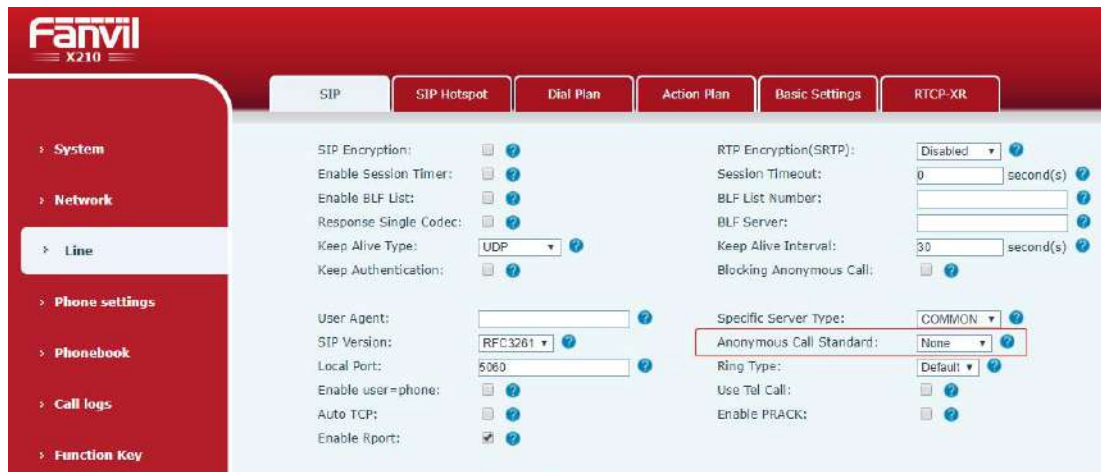 Fanvil
X210
SIP
SIP Hotspot
Dial Plan
Action Plan
Basic Settings
RTCP-XR
› System
› Network
› Line
› Phone settings
› Phonebook
› Call logs
› Function Key
SIP Encryption: ?
RTP Encryption(SRTP): Disabled ?
Enable Session Timer: ?
Session Timeout: 0 second(s) ?
Enable BLF List: ?
BLF List Number: ?
Response Single Codec: ?
BLF Server: ?
Keep Alive Type: UDP ?
Keep Alive Interval: 30 second(s) ?
Keep Authentication: ?
Blocking Anonymous Call: ?
User Agent: ?
Specific Server Type: COMMON ?
SIP Version: RFC3261 ?
Anonymous Call Standard: None ?
Local Port: 5060 ?
Ring Type: Default ?
Enable user=phone: ?
Use Tel Call: ?
Auto TCP: ?
Enable PRACK: ?
Enable Rport: ?